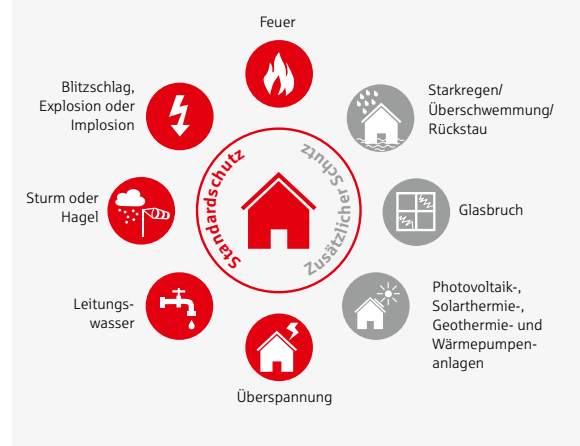 Feuer
Blitzschlag,
Explosion oder
Implosion
Starkregen/
Überschwemmung/
Rückstau
Standardschutz
Zusätzlicher Schutz
Sturm oder
Hagel
Glasbruch
Leitungs-
wasser
Photovoltaik-,
Solarthermie-,
Geothermie- und
Wärmepumpen-
anlagen
Überspannung